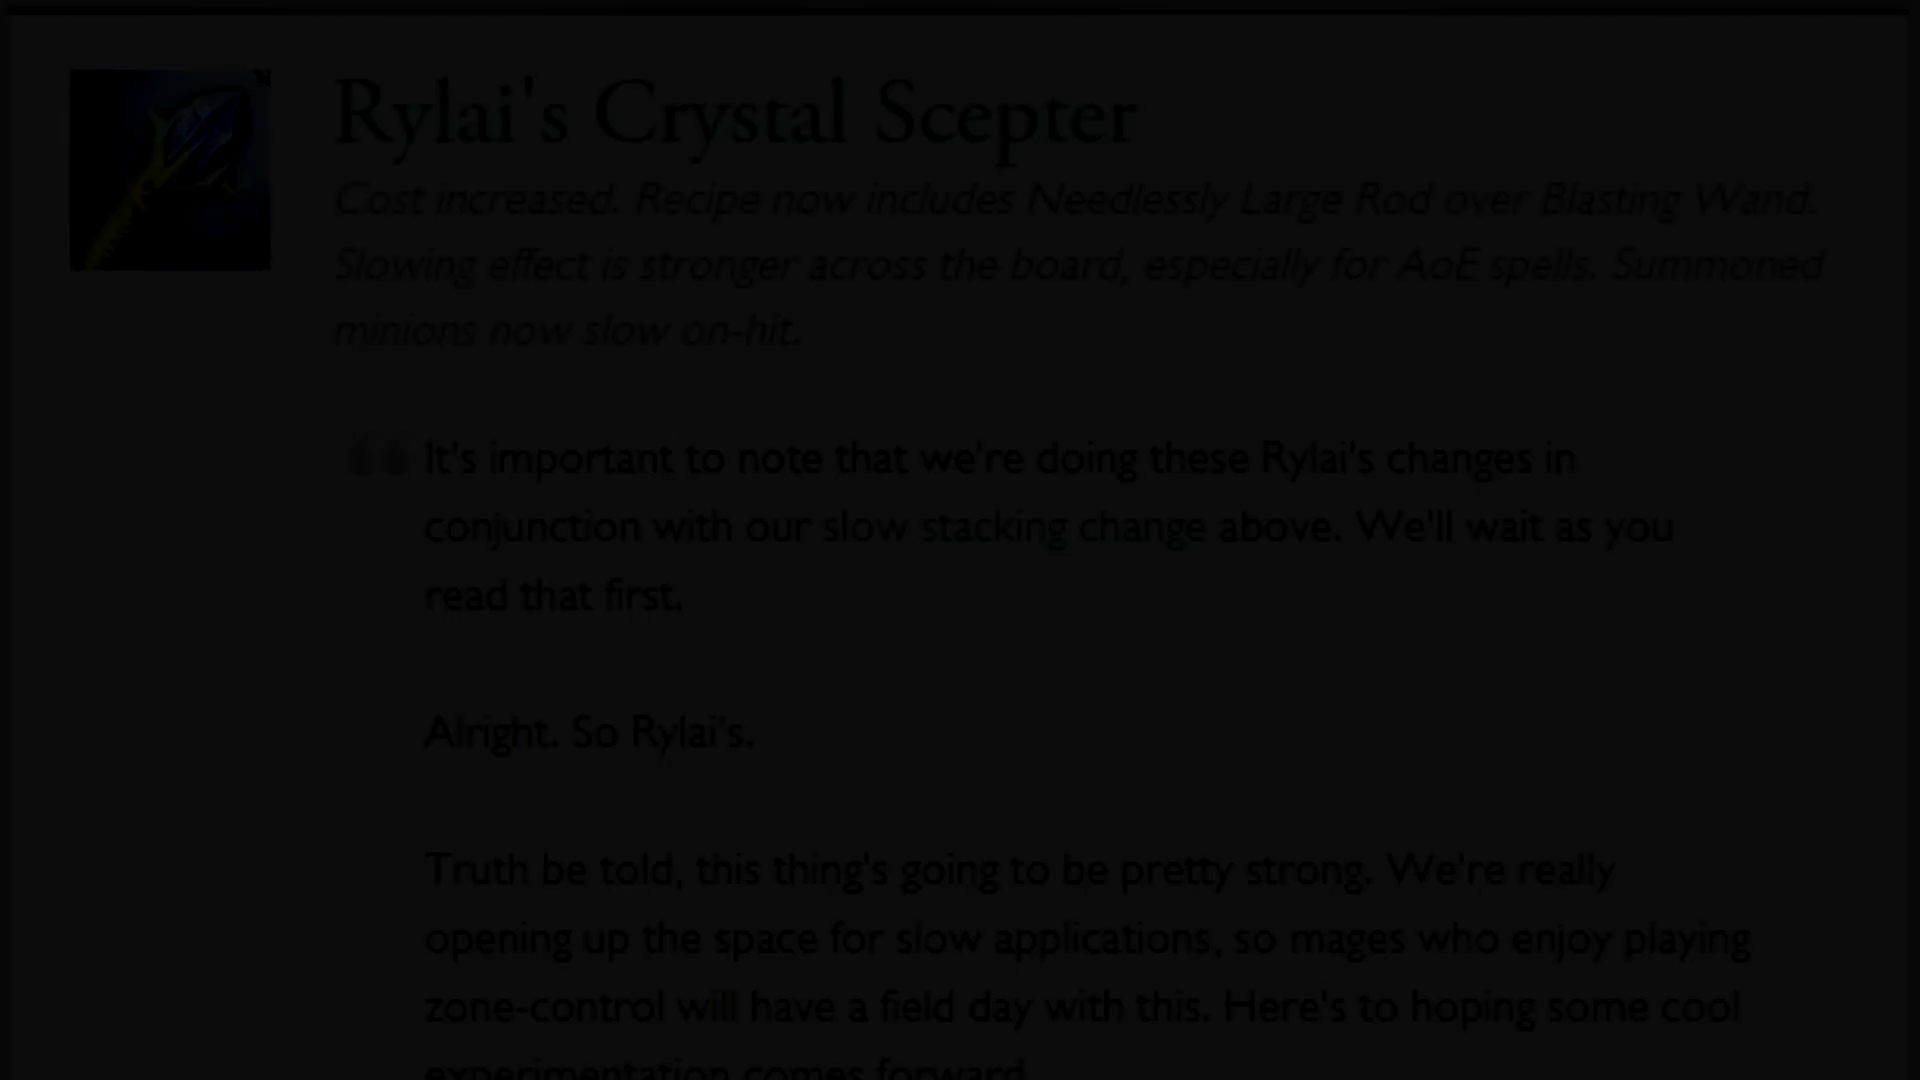 Rylai's Crystal Scepter
Cost increased. Recipe now includes Needlessly Large Rod over Blasting Wand.
Slowing effect is stronger across the board, especially for AoE spells. Summoned
minions now slow on-hit.
“ It's important to note that we're doing these Rylai's changes in
conjunction with our slow stacking change above. We'll wait as you
read that first.
Alright. So Rylai's.
Truth be told, this thing's going to be pretty strong. We're really
opening up the space for slow applications, so mages who enjoy playing
zone-control will have a field day with this. Here's to hoping some cool
experimentation comes forward.